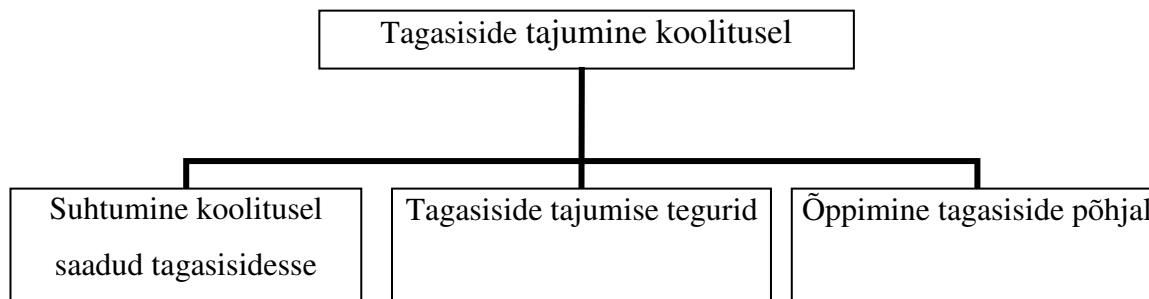 Tagasiside tajumine koolitusel
Suhtumine koolitusel
saadud tagasisidesse
Tagasiside tajumise tegurid
Õppimine tagasiside põhjal